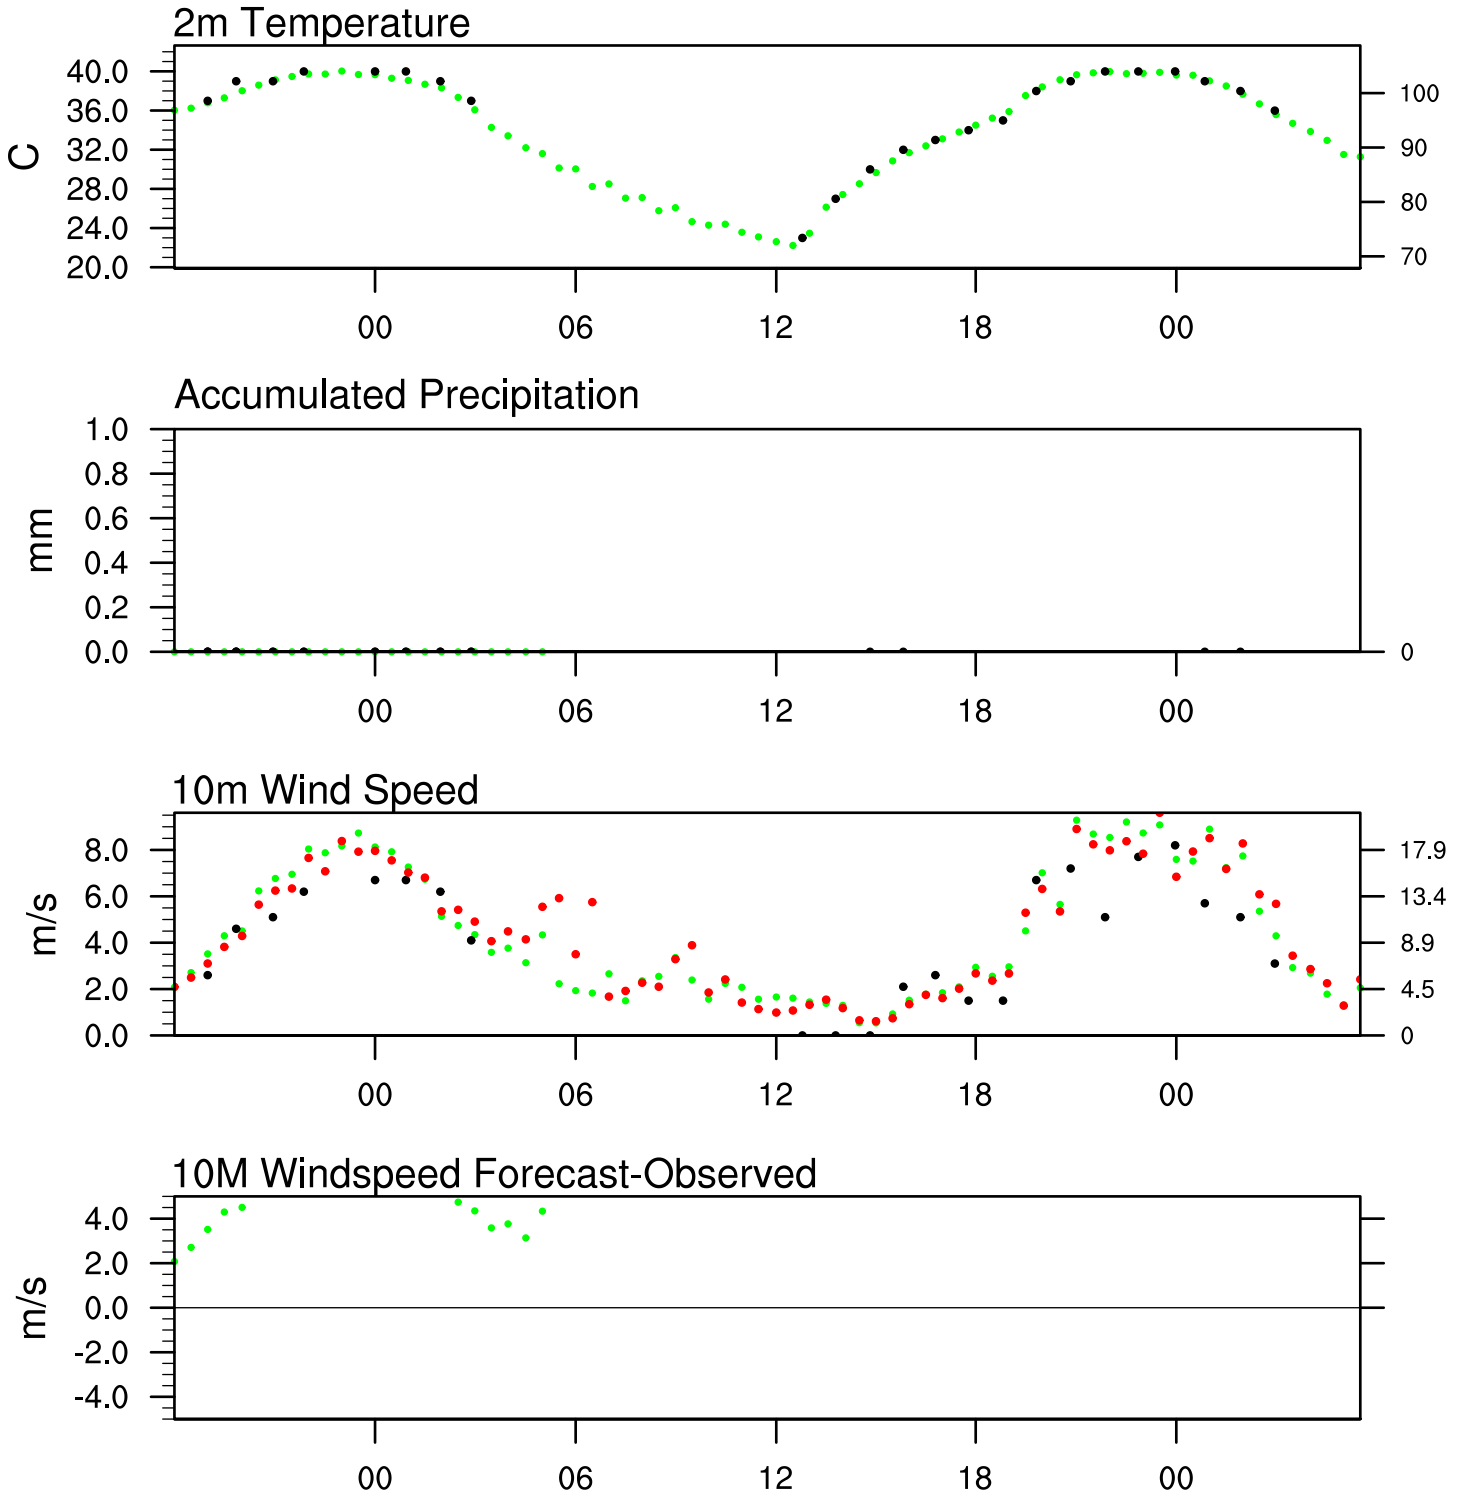 2m Temperature
40.0
36.0
32.0
28.0
24.0
20.0
C
100
90
80
70
00 06 12 18 00
Accumulated Precipitation
1.0
0.8
0.6
0.4
0.2
0.0
mm
0
00 06 12 18 00
10m Wind Speed
8.0
6.0
4.0
2.0
0.0
m/s
17.9
13.4
8.9
4.5
0
00 06 12 18 00
10M Windspeed Forecast-Observed
4.0
2.0
0.0
-2.0
-4.0
m/s
00 06 12 18 00